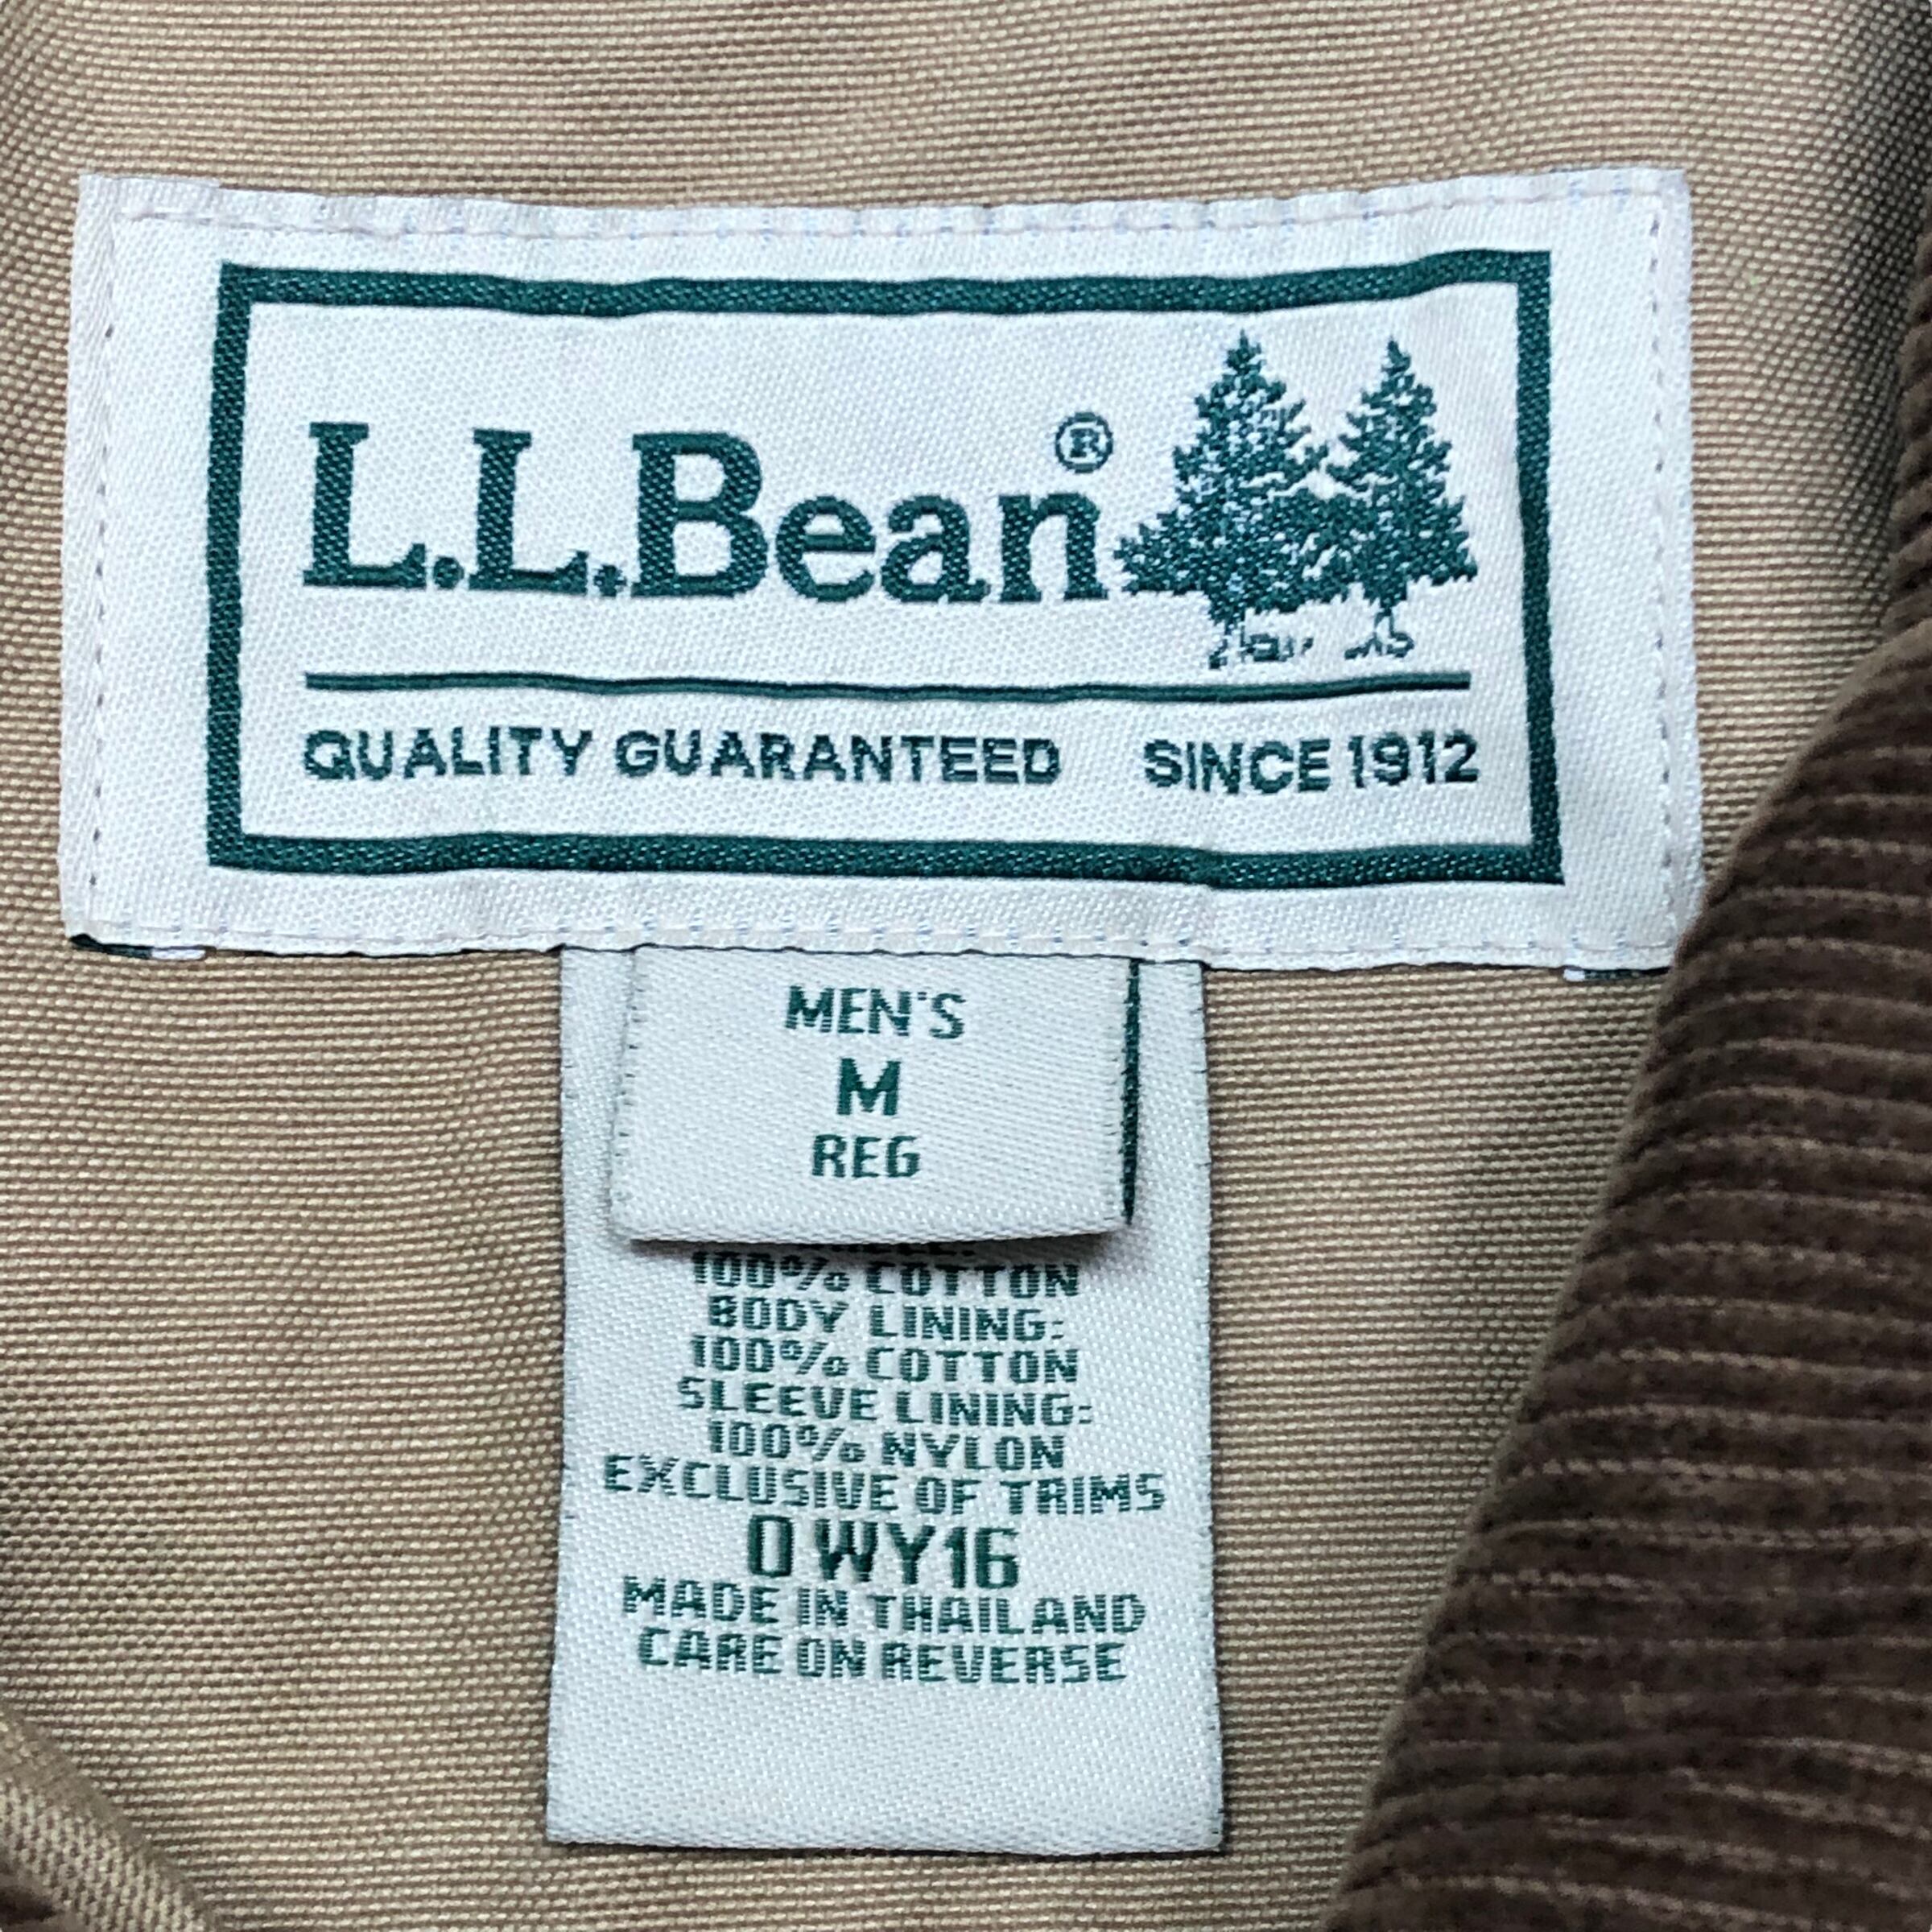 L.L.Bean®
QUALITY GUARANTEED SINCE 1912
MEN'S
M
REG
100% COTTON
BODY LINING:
100% COTTON
SLEEVE LINING:
100% NYLON
EXCLUSIVE OF TRIMS
0 WY16
MADE IN THAILAND
CARE ON REVERSE